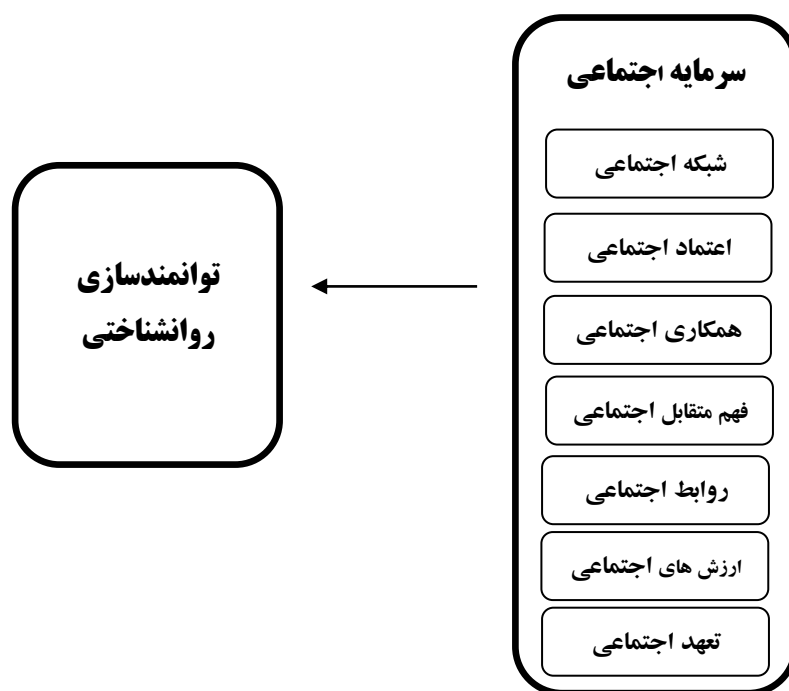 سرمایه اجتماعی
شبکه اجتماعی
اعتماد اجتماعی
همکاری اجتماعی
فهم متقابل اجتماعی
روابط اجتماعی
ارزش های اجتماعی
تعهد اجتماعی
توانمندسازی
روانشناختی